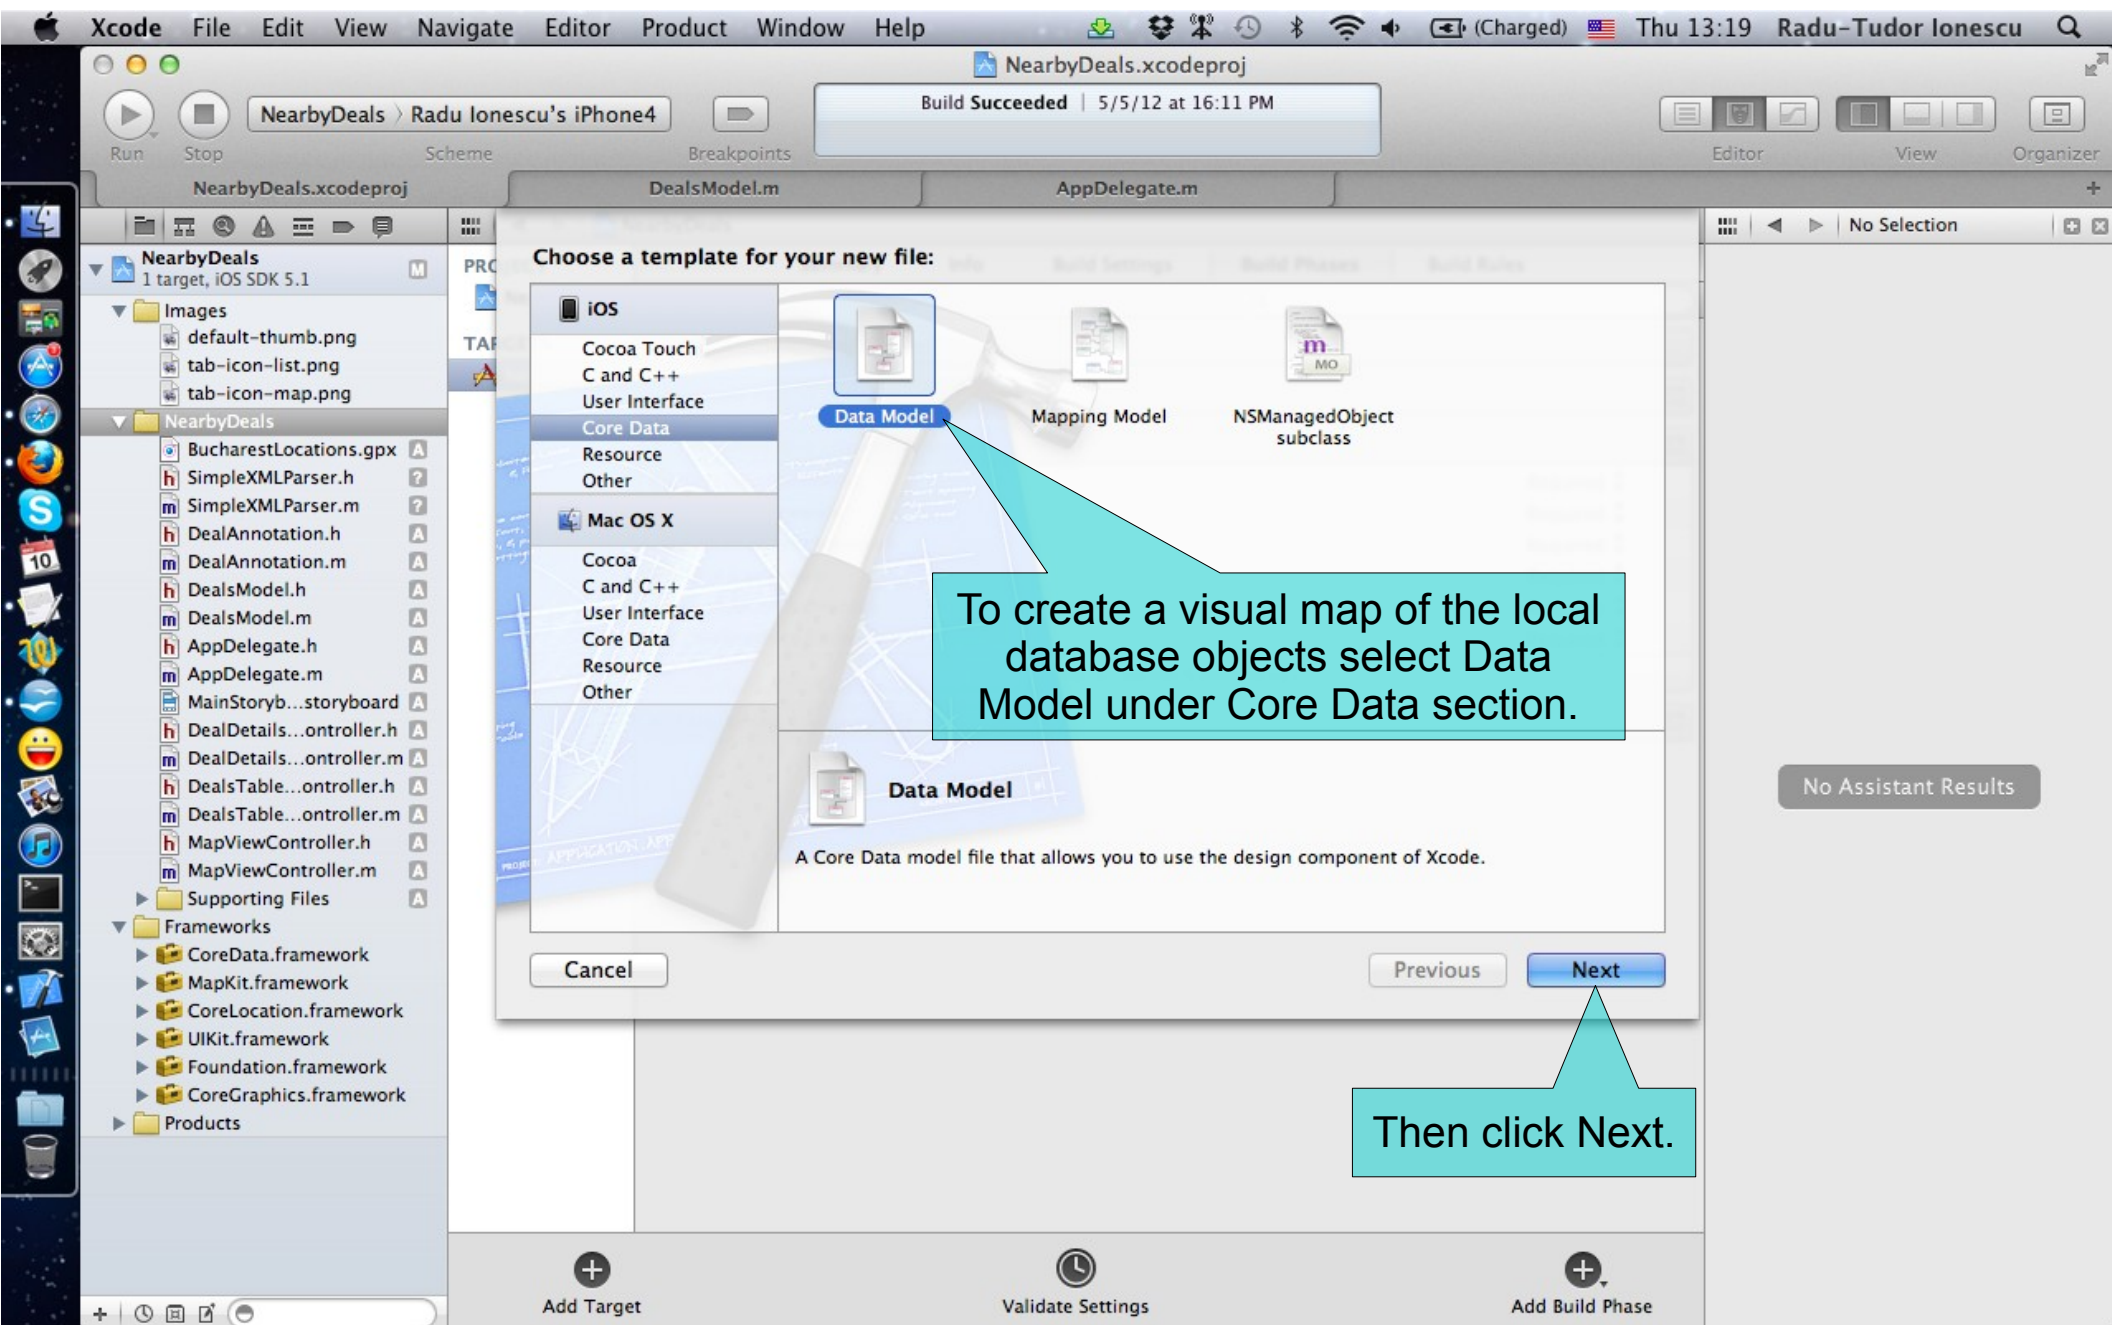 Xcode File Edit View Navigate Editor Product Window Help (Charged) Thu 13:19 Radu-Tudor Ionescu
NearbyDeals.xcodeproj
NearbyDeals Radu Ionescu's iPhone4
Build Succeeded | 5/5/12 at 16:11 PM
Run Stop Scheme Breakpoints Editor View Organizer
NearbyDeals.xcodeproj DealsModel.m AppDelegate.m
No Selection
NearbyDeals M
1 target, iOS SDK 5.1
Images
default-thumb.png
tab-icon-list.png
tab-icon-map.png
NearbyDeals
BucharestLocations.gpx A
SimpleXMLParser.h ?
SimpleXMLParser.m ?
DealAnnotation.h A
DealAnnotation.m A
DealsModel.h A
DealsModel.m A
AppDelegate.h A
AppDelegate.m A
MainStoryb...storyboard A
DealDetails...ontroller.h A
DealDetails...ontroller.m A
DealsTable...ontroller.h A
DealsTable...ontroller.m A
MapViewController.h A
MapViewController.m A
Supporting Files A
Frameworks
CoreData.framework
MapKit.framework
CoreLocation.framework
UIKit.framework
Foundation.framework
CoreGraphics.framework
Products
Choose a template for your new file:
iOS
Cocoa Touch
C and C++
User Interface
Core Data
Resource
Other
Mac OS X
Cocoa
C and C++
User Interface
Core Data
Resource
Other
Data Model
Mapping Model
NSManagedObject
subclass
To create a visual map of the local
database objects select Data
Model under Core Data section.
Data Model
A Core Data model file that allows you to use the design component of Xcode.
Cancel Previous Next
Then click Next.
No Assistant Results
Add Target Validate Settings Add Build Phase